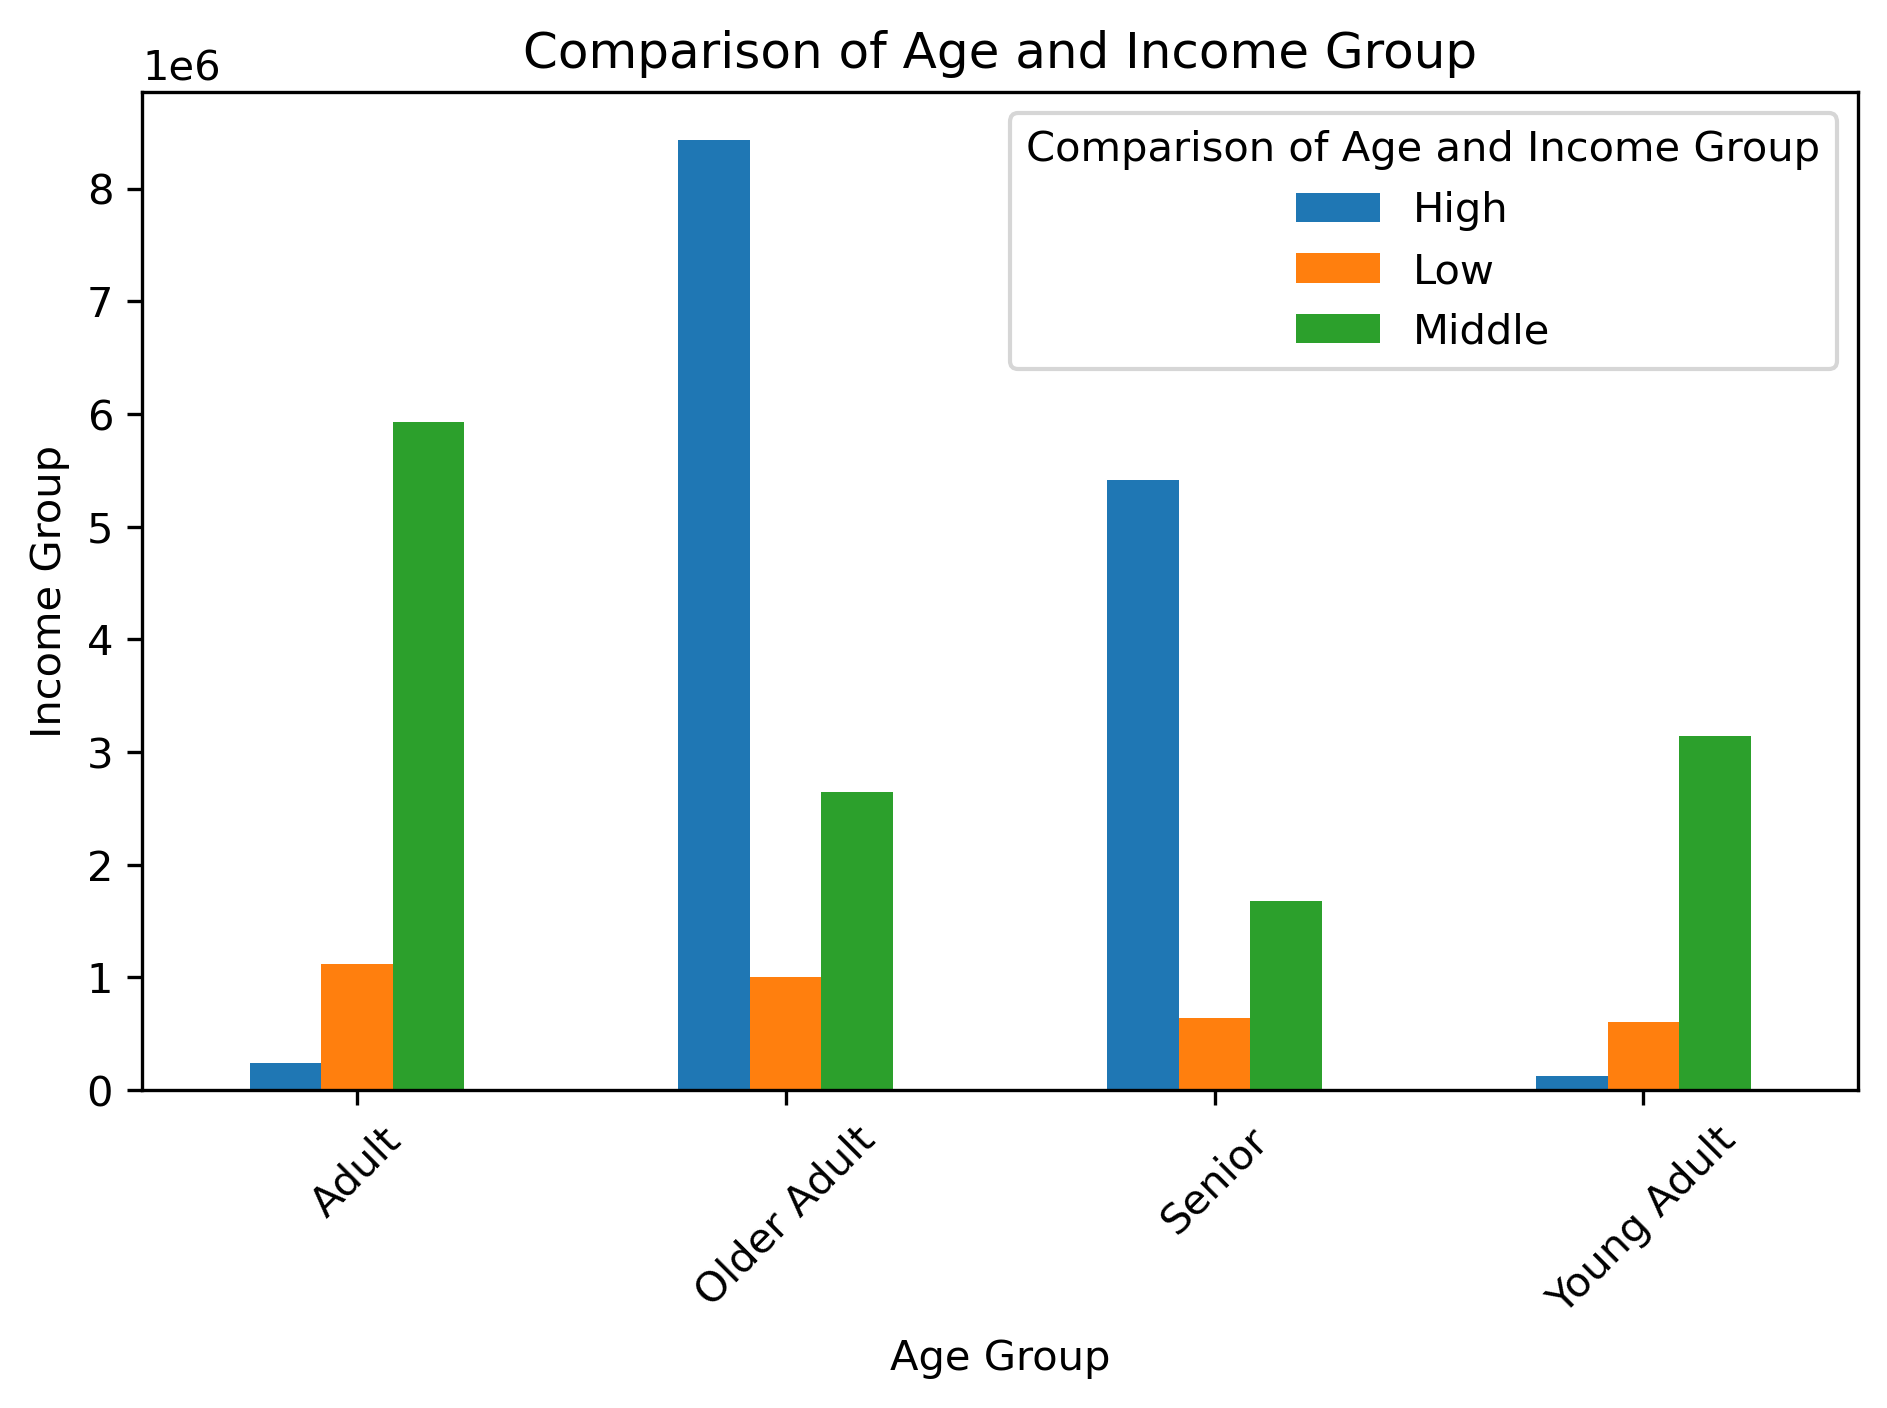 Comparison of Age and Income Group
1e6
Comparison of Age and Income Group
High
Low
Middle
8
7
6
5
4
3
2
1
0
Income Group
Adult
Older Adult
Senior
Young Adult
Age Group